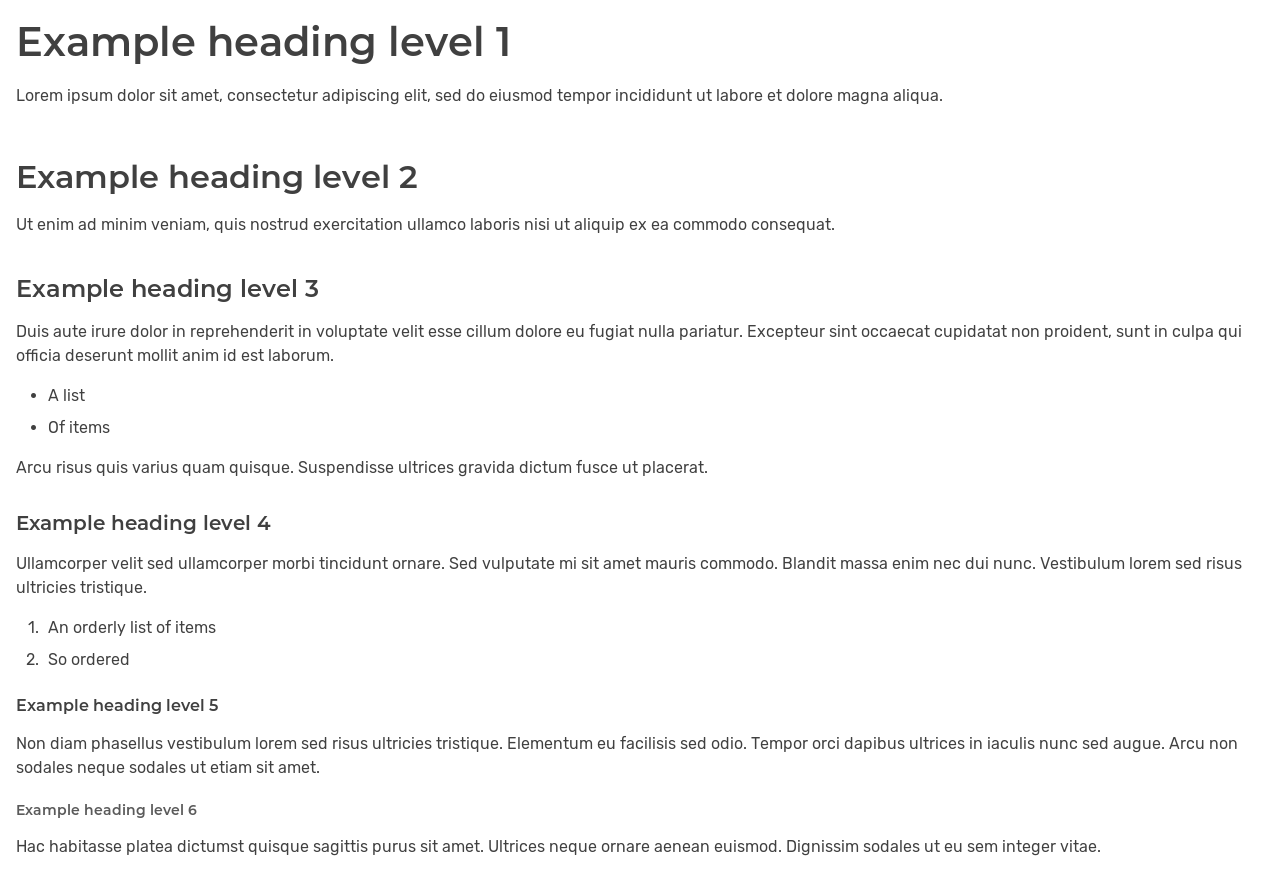 Example heading level 1
Lorem ipsum dolor sit amet, consectetur adipiscing elit, sed do eiusmod tempor incididunt ut labore et dolore magna aliqua.
Example heading level 2
Ut enim ad minim veniam, quis nostrud exercitation ullamco laboris nisi ut aliquip ex ea commodo consequat.
Example heading level 3
Duis aute irure dolor in reprehenderit in voluptate velit esse cillum dolore eu fugiat nulla pariatur. Excepteur sint occaecat cupidatat non proident, sunt in culpa qui
officia deserunt mollit anim id est laborum.
• A list
• Of items
Arcu risus quis varius quam quisque. Suspendisse ultrices gravida dictum fusce ut placerat.
Example heading level 4
Ullamcorper velit sed ullamcorper morbi tincidunt ornare. Sed vulputate mi sit amet mauris commodo. Blandit massa enim nec dui nunc. Vestibulum lorem sed risus
ultricies tristique.
1. An orderly list of items
2. So ordered
Example heading level 5
Non diam phasellus vestibulum lorem sed risus ultricies tristique. Elementum eu facilisis sed odio. Tempor orci dapibus ultrices in iaculis nunc sed augue. Arcu non
sodales neque sodales ut etiam sit amet.
Example heading level 6
Hac habitasse platea dictumst quisque sagittis purus sit amet. Ultrices neque ornare aenean euismod. Dignissim sodales ut eu sem integer vitae.